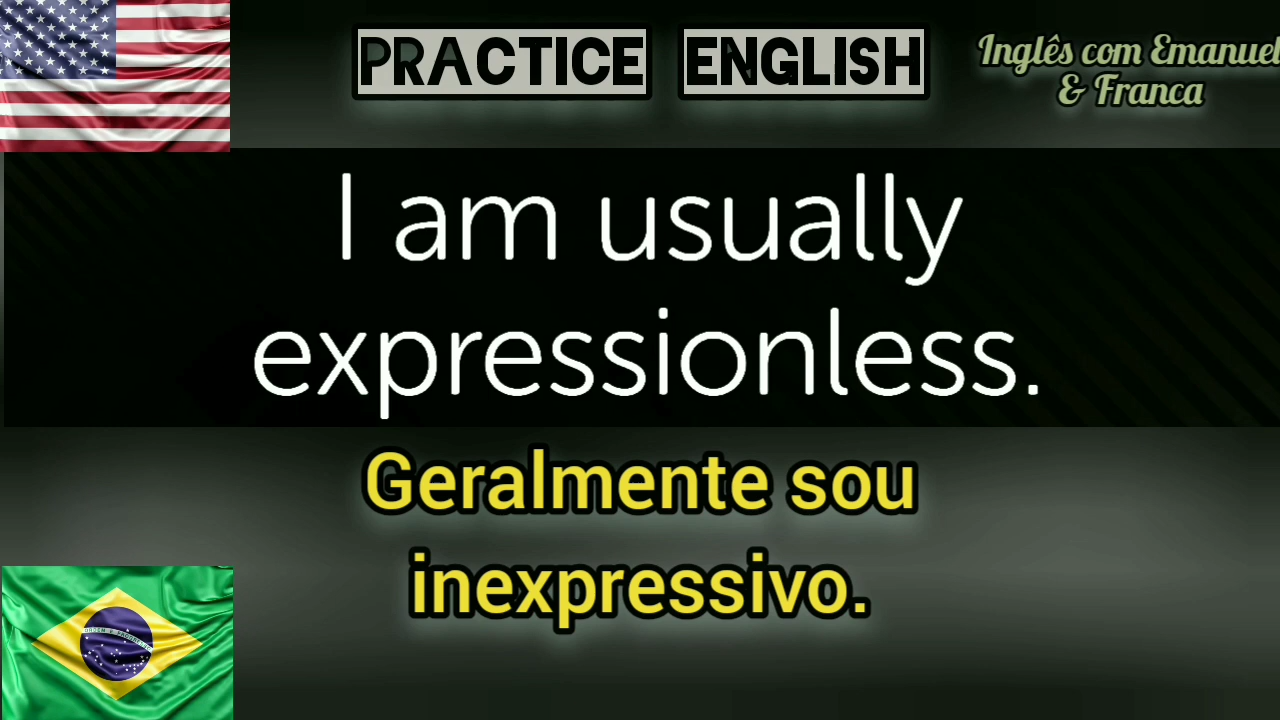 PRACTICE ENGLISH
Inglês com Emanuel
& Franca
I am usually
expressionless.
Geralmente sou
inexpressivo.